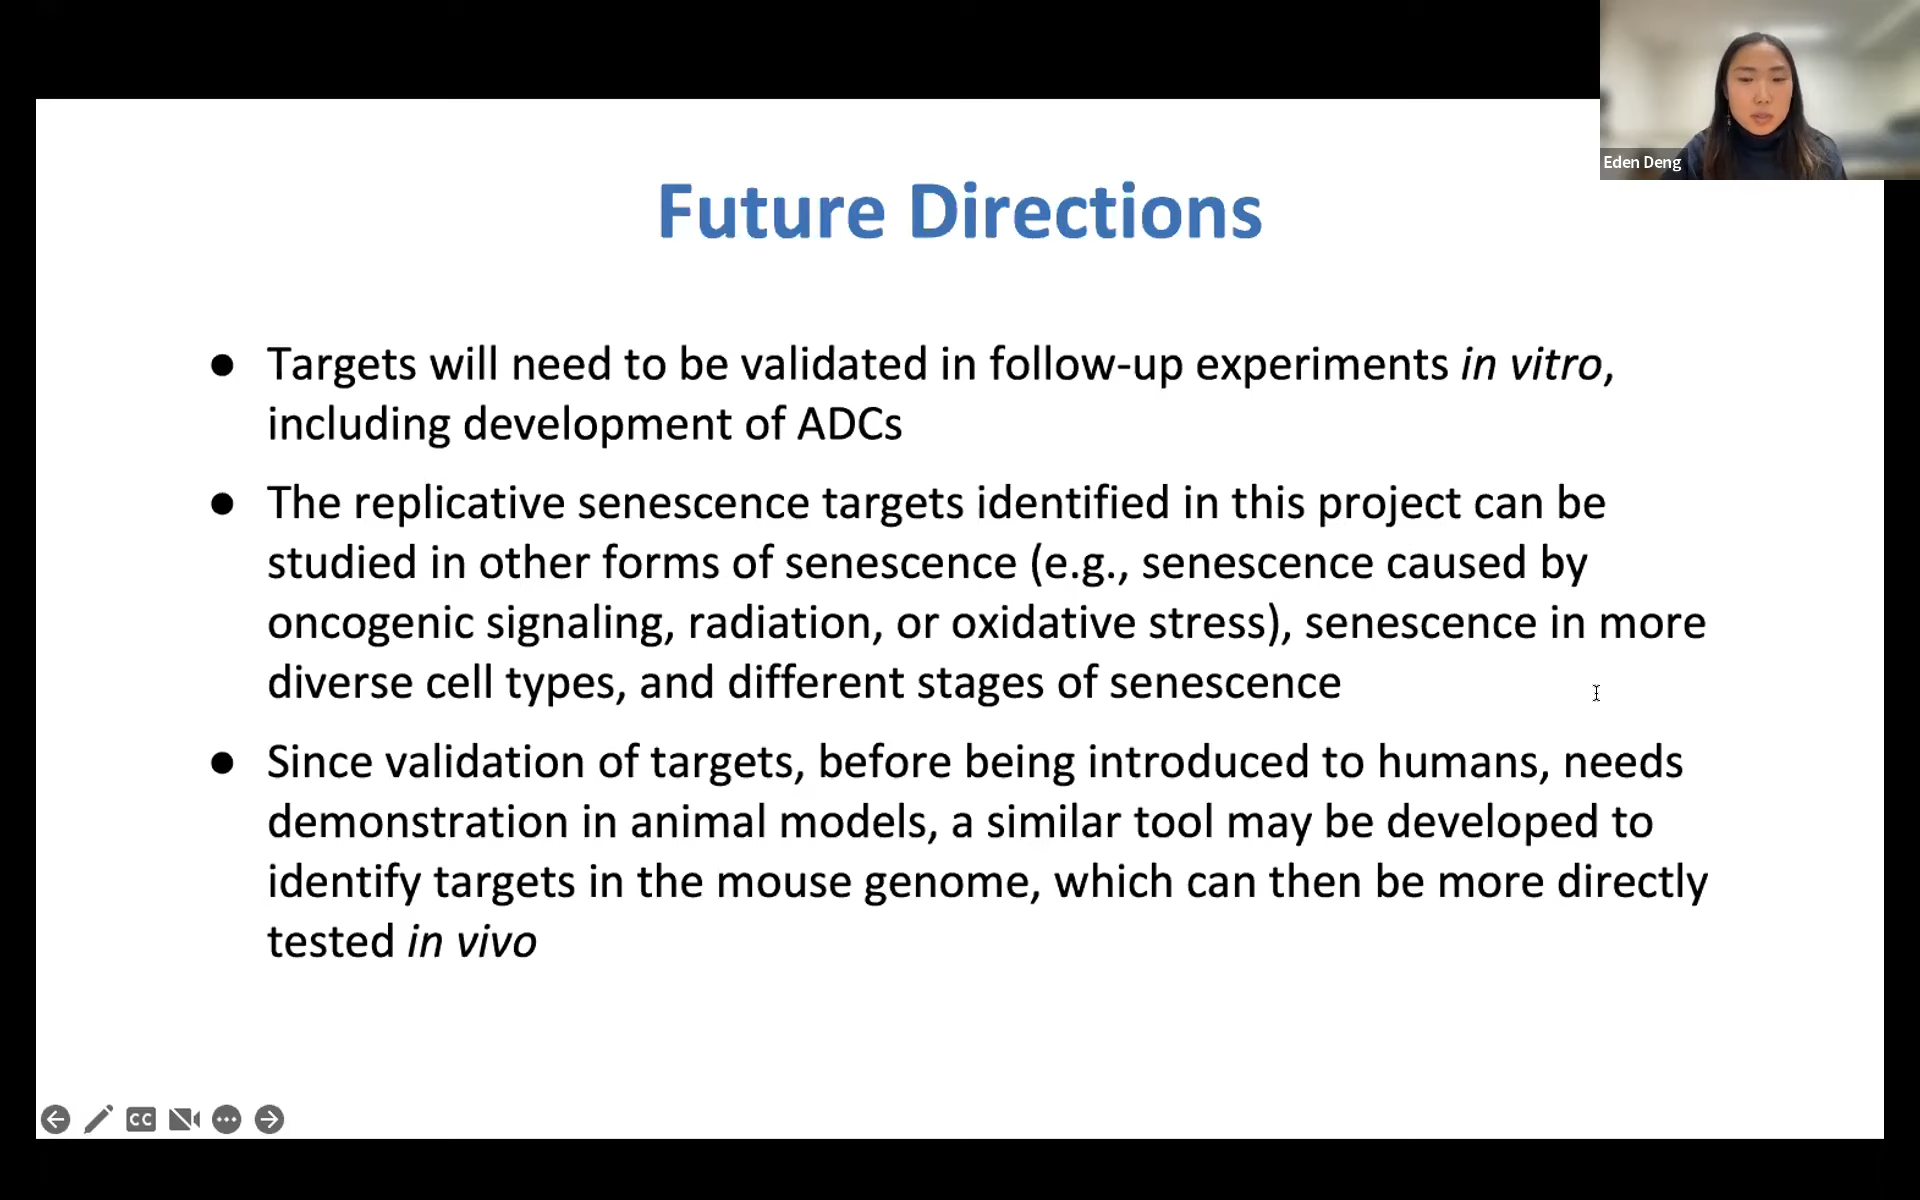 Eden Deng
Future Directions
● Targets will need to be validated in follow-up experiments in vitro,
including development of ADCs
● The replicative senescence targets identified in this project can be
studied in other forms of senescence (e.g., senescence caused by
oncogenic signaling, radiation, or oxidative stress), senescence in more
diverse cell types, and different stages of senescence
● Since validation of targets, before being introduced to humans, needs
demonstration in animal models, a similar tool may be developed to
identify targets in the mouse genome, which can then be more directly
tested in vivo
CC